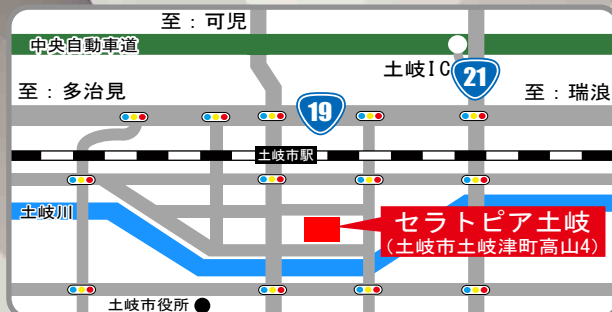 至：可児
中央自動車道
土岐IC
21
至：多治見
19
至：瑞浪
土岐市駅
土岐川
セラトピア土岐
(土岐市土岐津町高山4)
土岐市役所